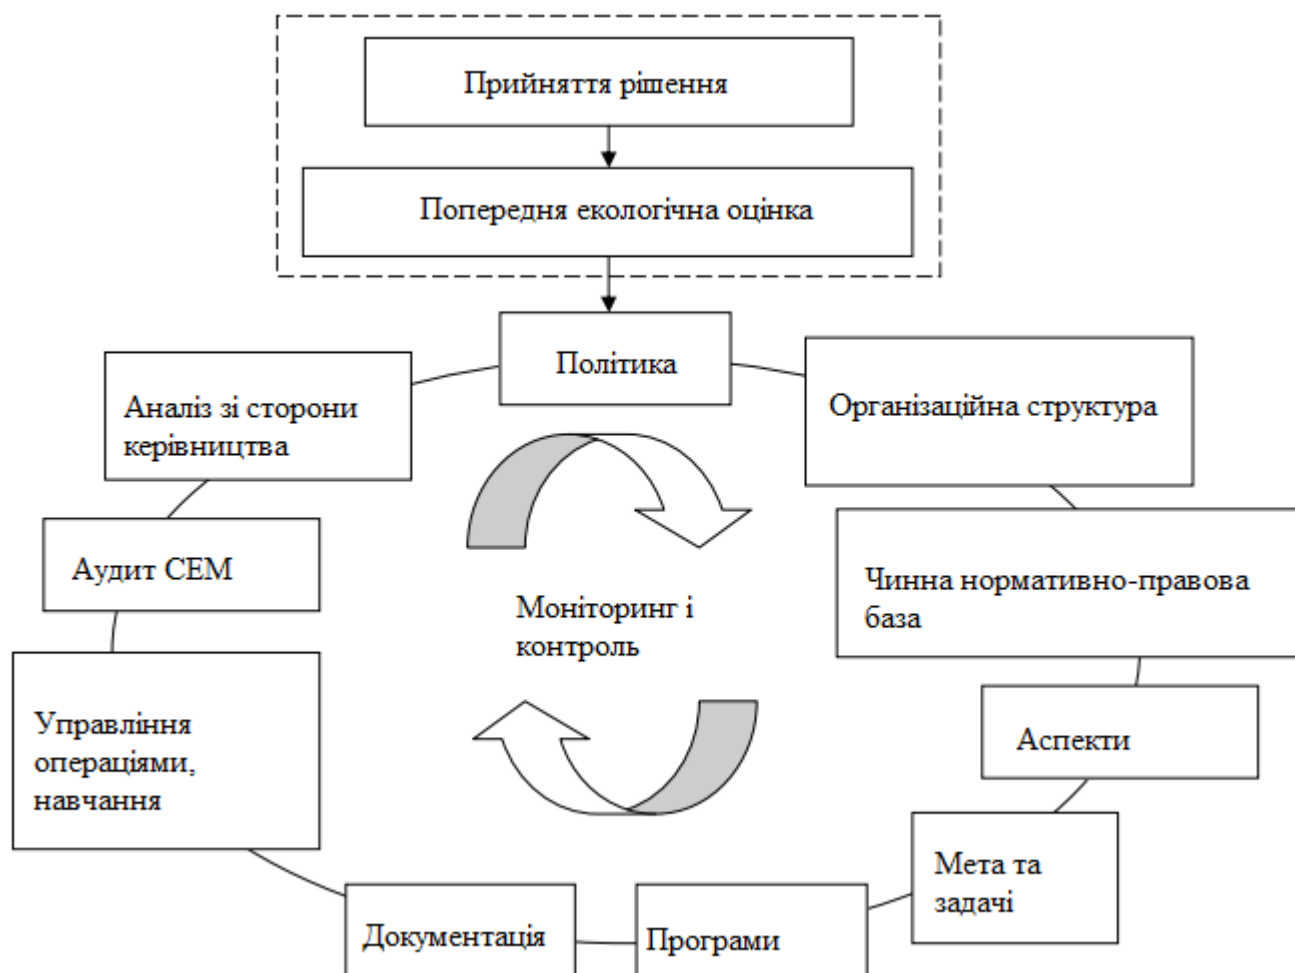 Прийняття рішення
Попередня екологічна оцінка
Політика
Аналіз зі сторони
керівництва
Організаційна структура
Аудит СЕМ
Чинна нормативно-правова
база
Моніторинг і
контроль
Управління
операціями,
навчання
Аспекти
Мета та
задачі
Документація
Програми